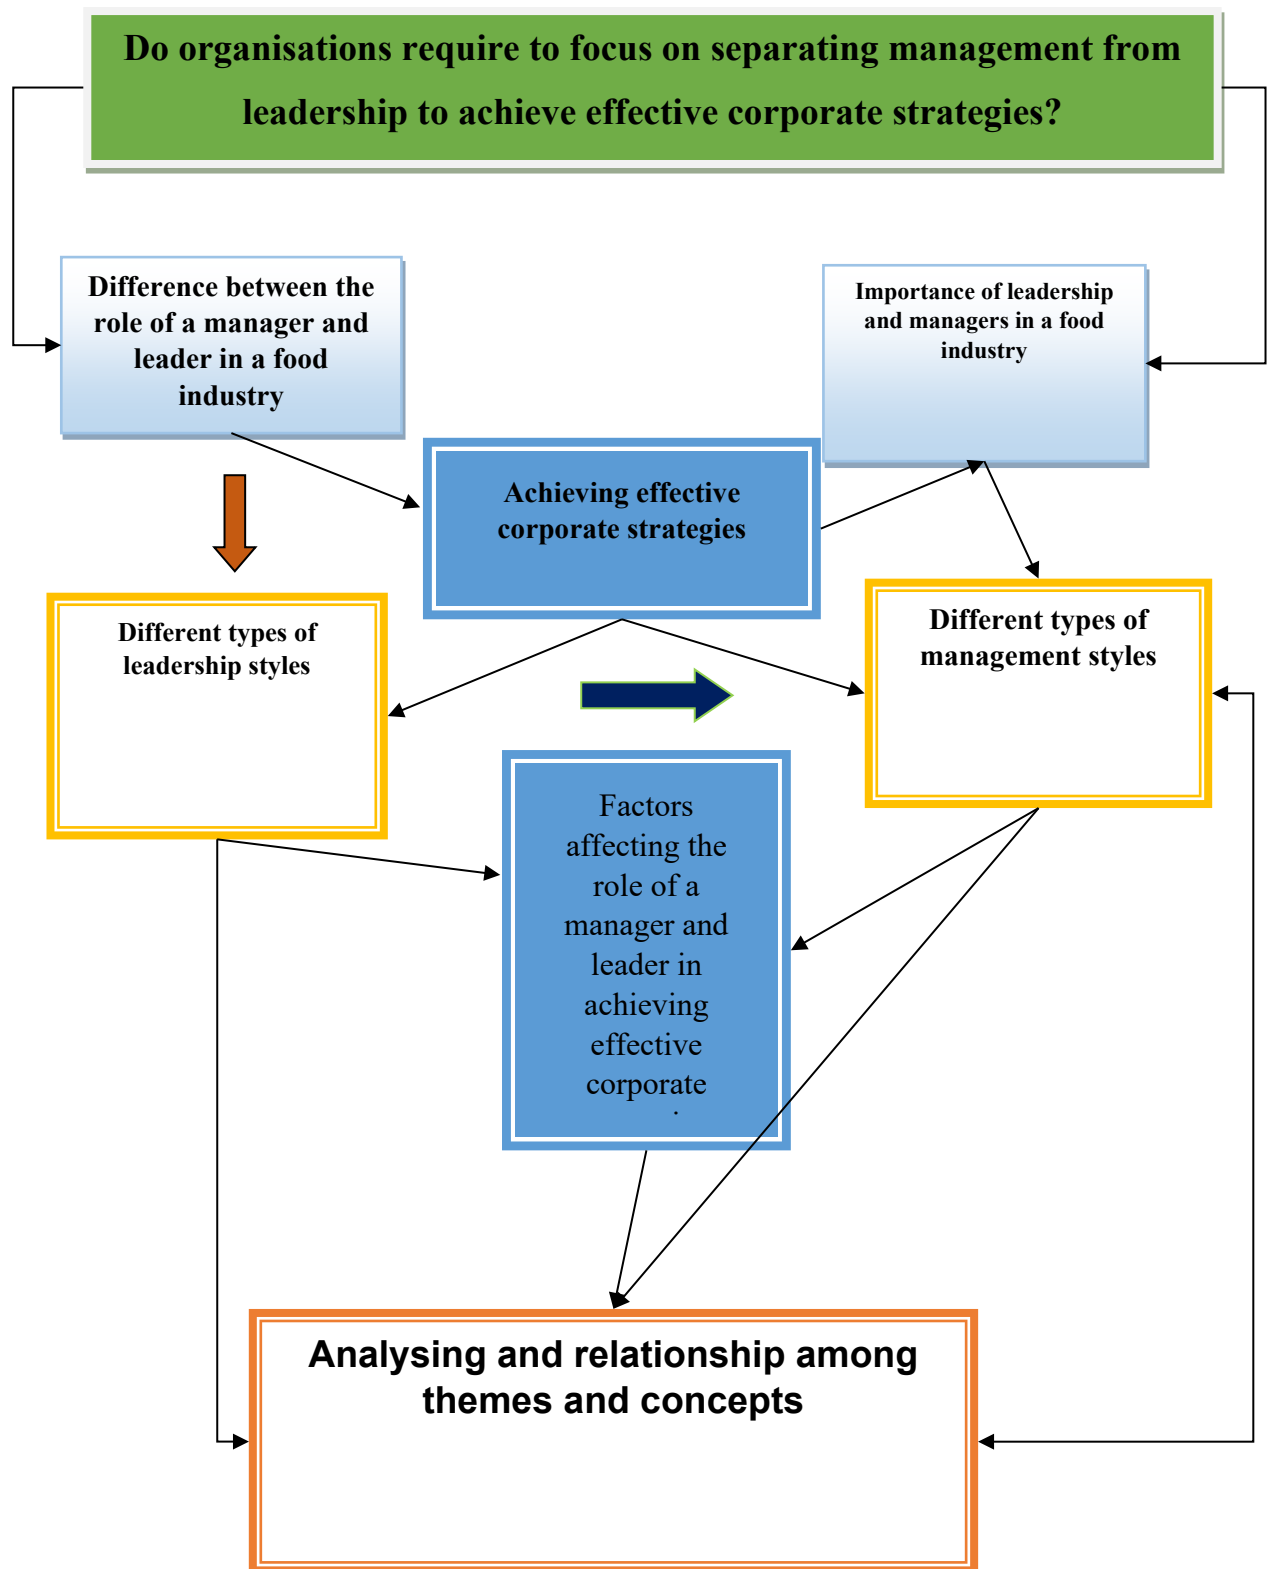 Do organisations require to focus on separating management from
leadership to achieve effective corporate strategies?
Difference between the
role of a manager and
leader in a food
industry
Importance of leadership
and managers in a food
industry
Achieving effective
corporate strategies
Different types of
leadership styles
Different types of
management styles
Factors
affecting the
role of a
manager and
leader in
achieving
effective
corporate
Analysing and relationship among
themes and concepts